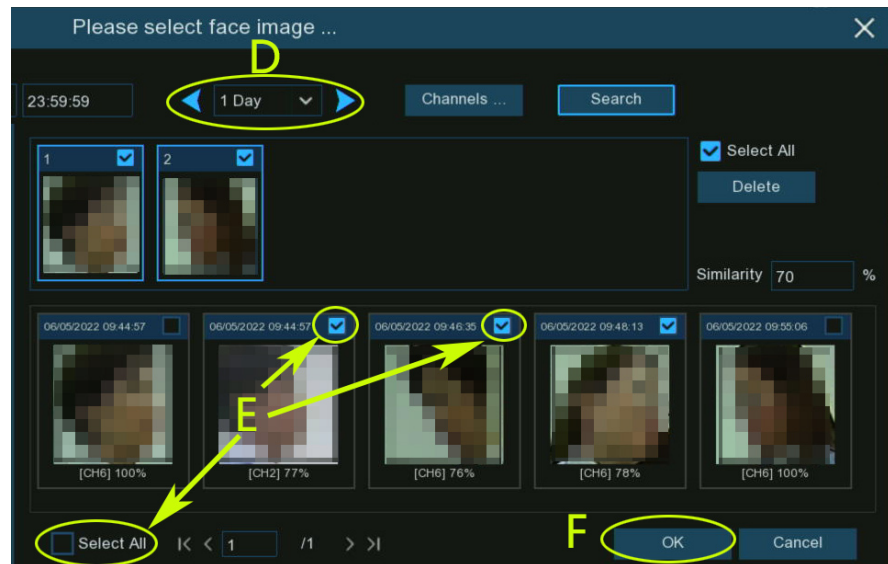 Please select face image ...
D
23:59:59 1 Day Channels ... Search
1 2 Select All
Delete
Similarity 70 %
06/05/2022 09:44:57 06/05/2022 09:44:57 06/05/2022 09:46:35 06/05/2022 09:48:13 06/05/2022 09:55:06
E
[CH6] 100% [CH2] 77% [CH6] 76% [CH6] 78% [CH6] 100%
Select All 1 /1 F OK Cancel